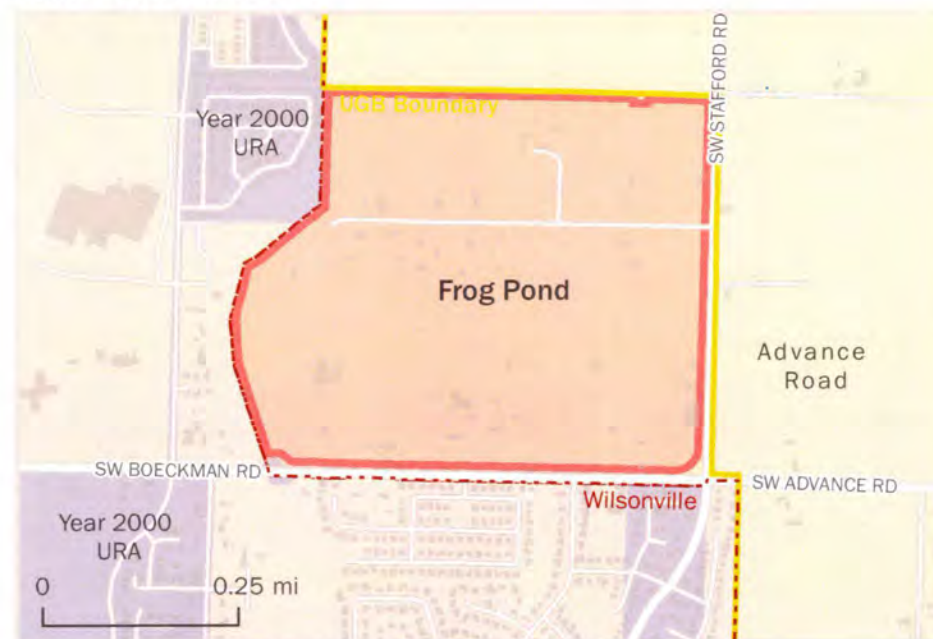 SW STAFFORD RD
UGB Boundary
Year 2000
URA
Frog Pond
Advance
Road
SW BOECKMAN RD
SW ADVANCE RD
Wilsonville
Year 2000
URA
0
0.25 mi